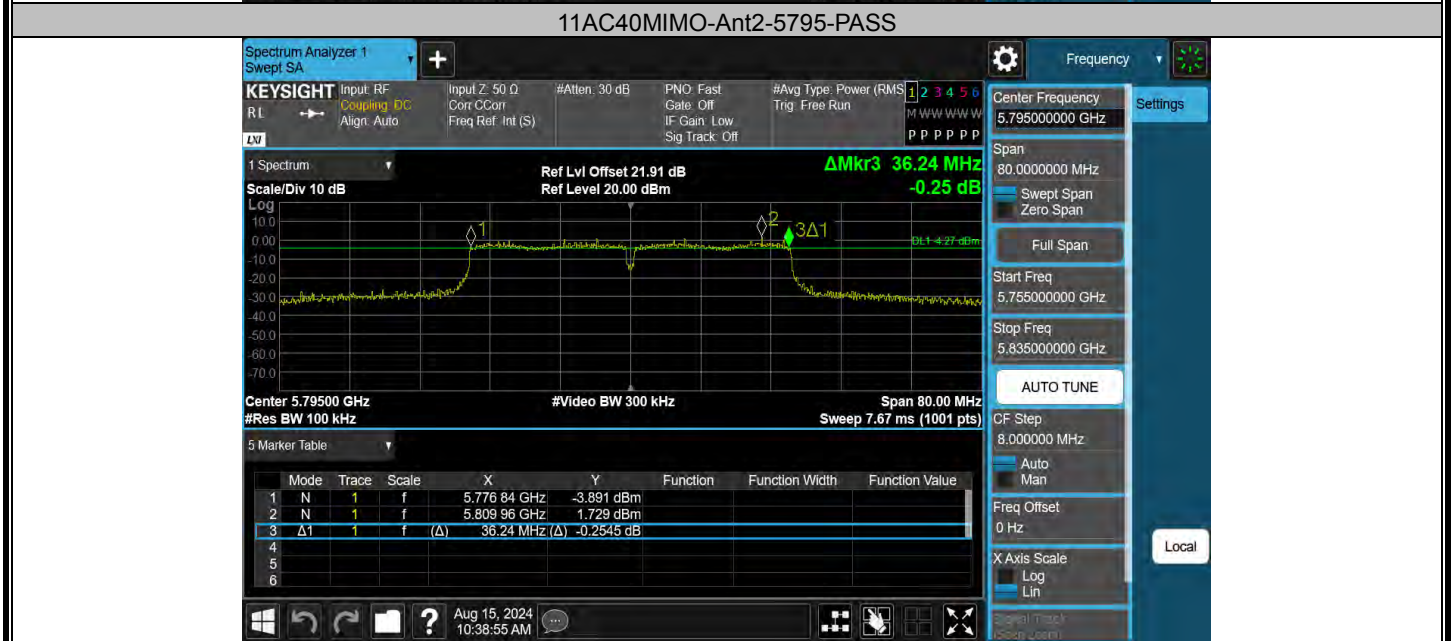 11AC40MIMO-Ant2-5795-PASS
Spectrum Analyzer 1
Swept SA
+
Frequency
KEYSIGHT
RL
LXI
Input: RF
Coupling: DC
Align: Auto
Input Z: 50 Ω
Corr CCorr
Freq Ref: Int (S)
#Atten: 30 dB
PNO: Fast
Gate: Off
IF Gain: Low
Sig Track: Off
#Avg Type: Power (RMS
Trig: Free Run
1 2 3 4 5 6
M W W W W W
P P P P P P
1 Spectrum
Scale/Div 10 dB
Ref Lvl Offset 21.91 dB
Ref Level 20.00 dBm
ΔMkr3 36.24 MHz
-0.25 dB
Log
10.0
0.00
-10.0
-20.0
-30.0
-40.0
-50.0
-60.0
-70.0
1
2
3Δ1
DL1 -4.27 dBm
Center 5.79500 GHz
#Res BW 100 kHz
#Video BW 300 kHz
Span 80.00 MHz
Sweep 7.67 ms (1001 pts)
5 Marker Table
Mode Trace Scale X Y Function Function Width Function Value
1 N 1 f 5.776 84 GHz -3.891 dBm
2 N 1 f 5.809 96 GHz 1.729 dBm
3 Δ1 1 f (Δ) 36.24 MHz (Δ) -0.2545 dB
4
5
6
Center Frequency
5.795000000 GHz
Settings
Span
80.0000000 MHz
Swept Span
Zero Span
Full Span
Start Freq
5.755000000 GHz
Stop Freq
5.835000000 GHz
AUTO TUNE
CF Step
8.000000 MHz
Auto
Man
Freq Offset
0 Hz
X Axis Scale
Log
Lin
Signal Track
(Span Zoom)
Local
?
Aug 15, 2024
10:38:55 AM